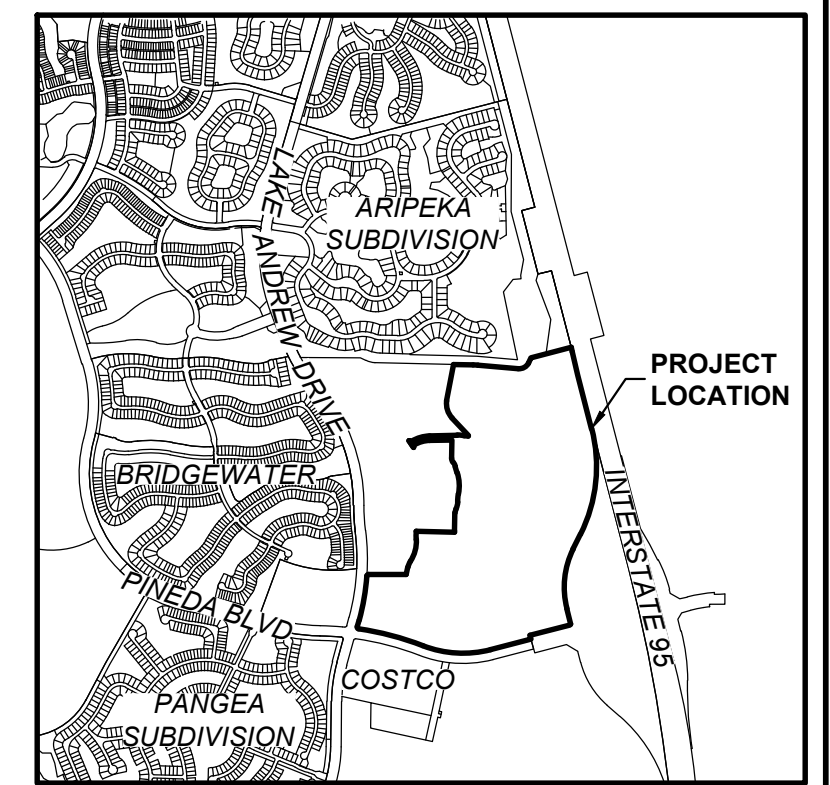 LAKE ANDREW DRIVE
ARIPEKA
SUBDIVISION
PROJECT
LOCATION
BRIDGEWATER
INTERSTATE 95
PINEDA BLVD
COSTCO
PANGEA
SUBDIVISION